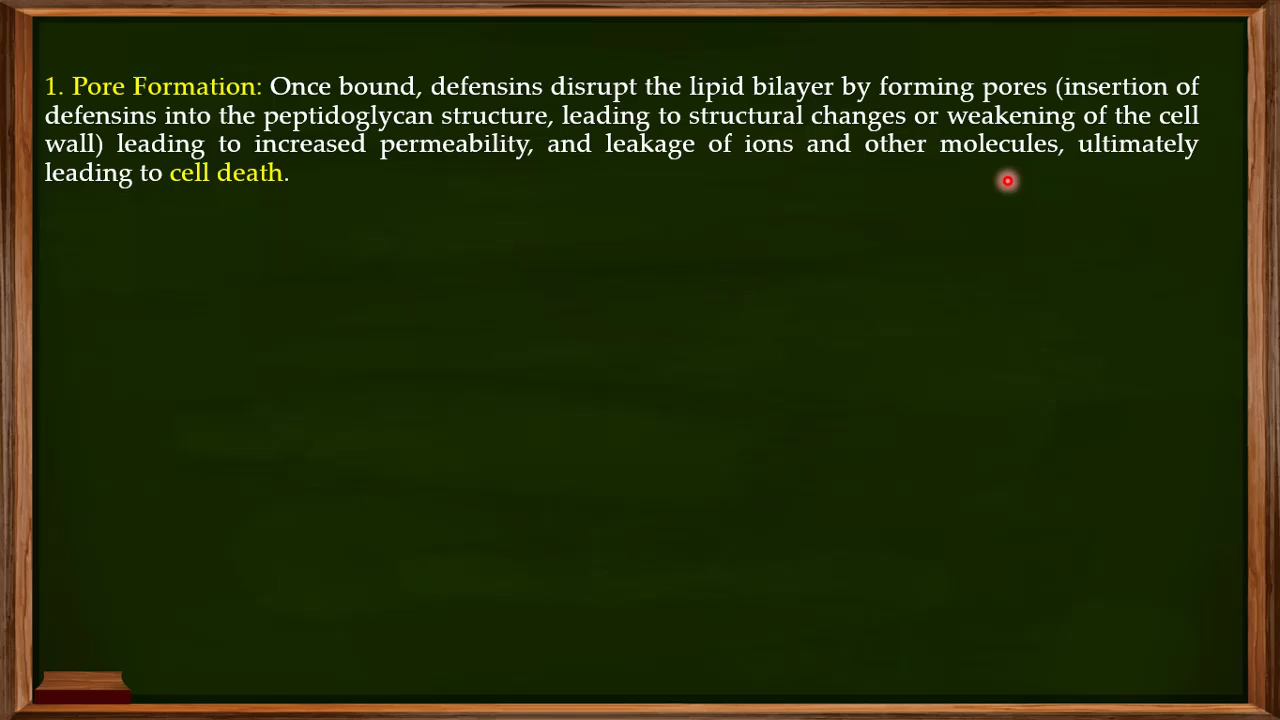 1. Pore Formation: Once bound, defensins disrupt the lipid bilayer by forming pores (insertion of
defensins into the peptidoglycan structure, leading to structural changes or weakening of the cell
wall) leading to increased permeability, and leakage of ions and other molecules, ultimately
leading to cell death.